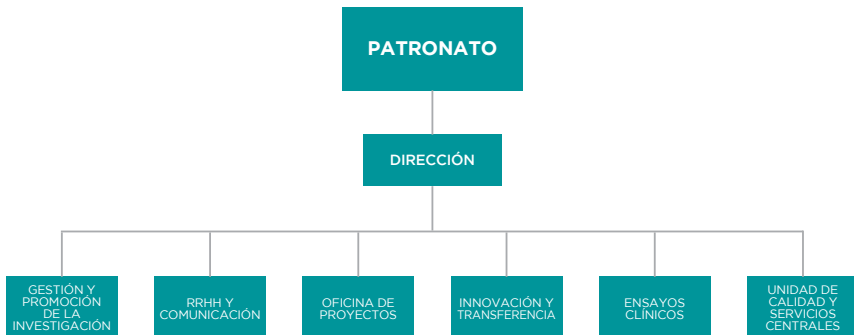 PATRONATO
DIRECCIÓN
GESTIÓN Y
PROMOCIÓN
DE LA
INVESTIGACIÓN
RRHH Y
COMUNICACIÓN
OFICINA DE
PROYECTOS
INNOVACIÓN Y
TRANSFERENCIA
ENSAYOS
CLÍNICOS
UNIDAD DE
CALIDAD Y
SERVICIOS
CENTRALES